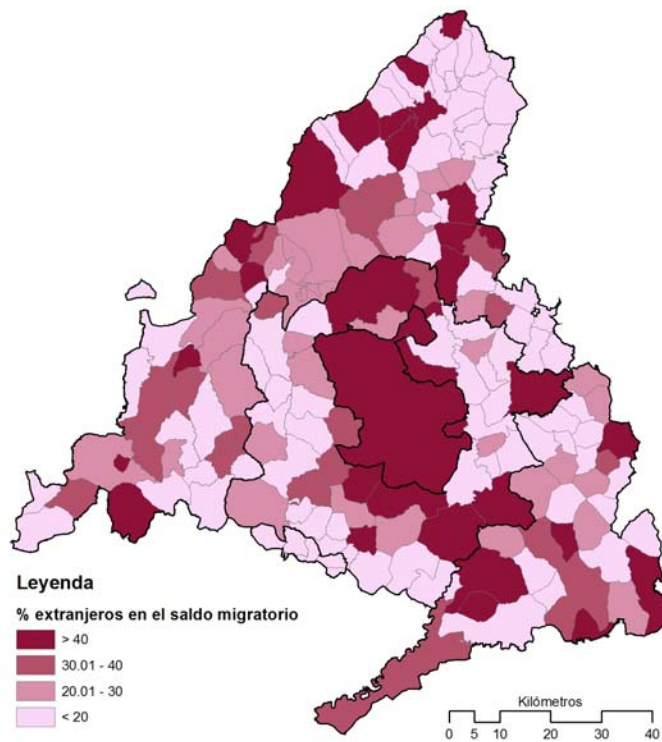 Leyenda
% extranjeros en el saldo migratorio
> 40
30.01 - 40
20.01 - 30
< 20
Kilómetros
0 5 10 20 30 40